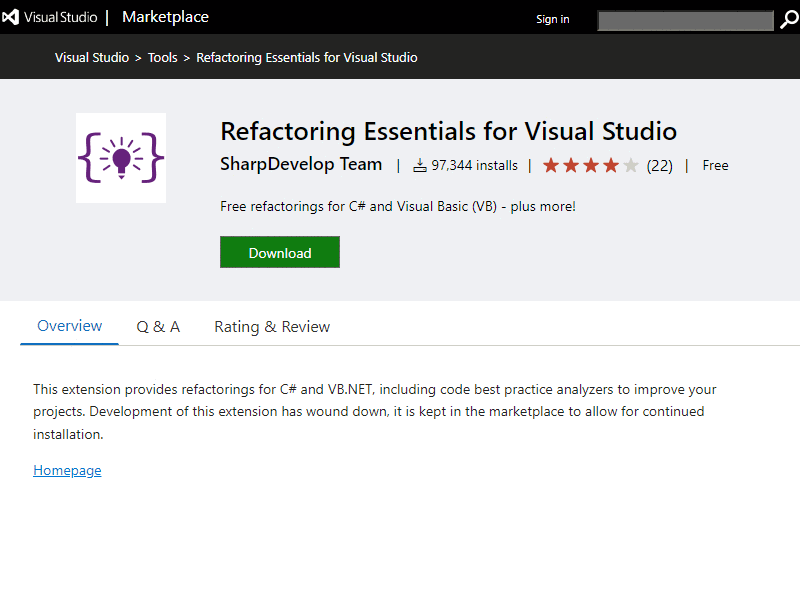 Visual Studio | Marketplace
Sign in
Visual Studio > Tools > Refactoring Essentials for Visual Studio
Refactoring Essentials for Visual Studio
SharpDevelop Team | 97,344 installs | (22) | Free
Free refactorings for C# and Visual Basic (VB) - plus more!
Download
Overview Q & A Rating & Review
This extension provides refactorings for C# and VB.NET, including code best practice analyzers to improve your
projects. Development of this extension has wound down, it is kept in the marketplace to allow for continued
installation.
Homepage